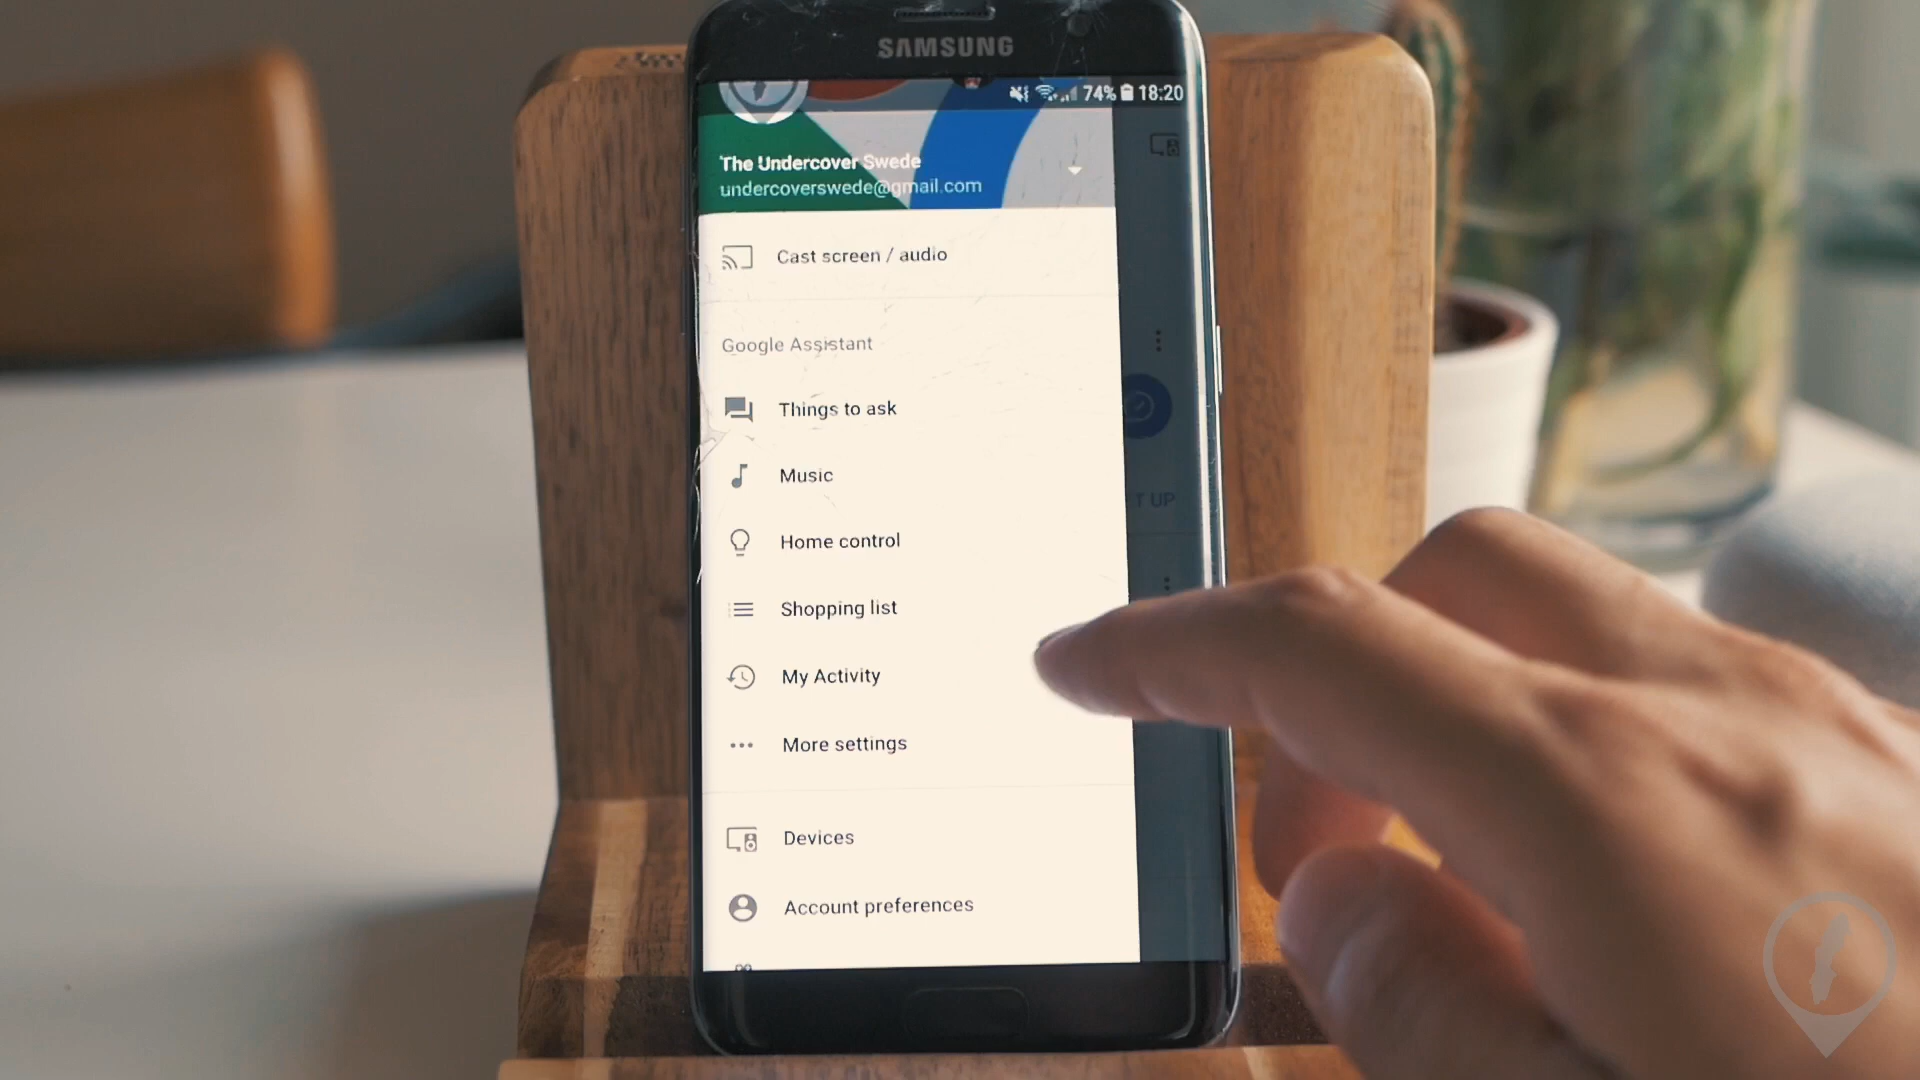 SAMSUNG
74% 18:20
The Undercover Swede
undercoverswede@gmail.com
Cast screen / audio
Google Assistant
Things to ask
Music
Home control
Shopping list
My Activity
More settings
Devices
Account preferences
T UP